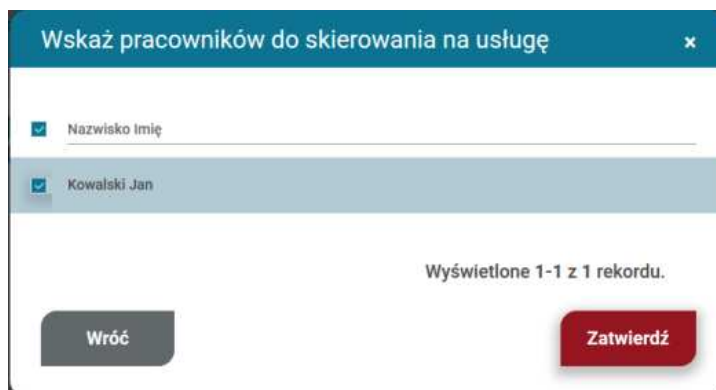 Wskaż pracowników do skierowania na usługę ×
Nazwisko Imię
Kowalski Jan
Wyświetlone 1-1 z 1 rekordu.
Wróć Zatwierdź